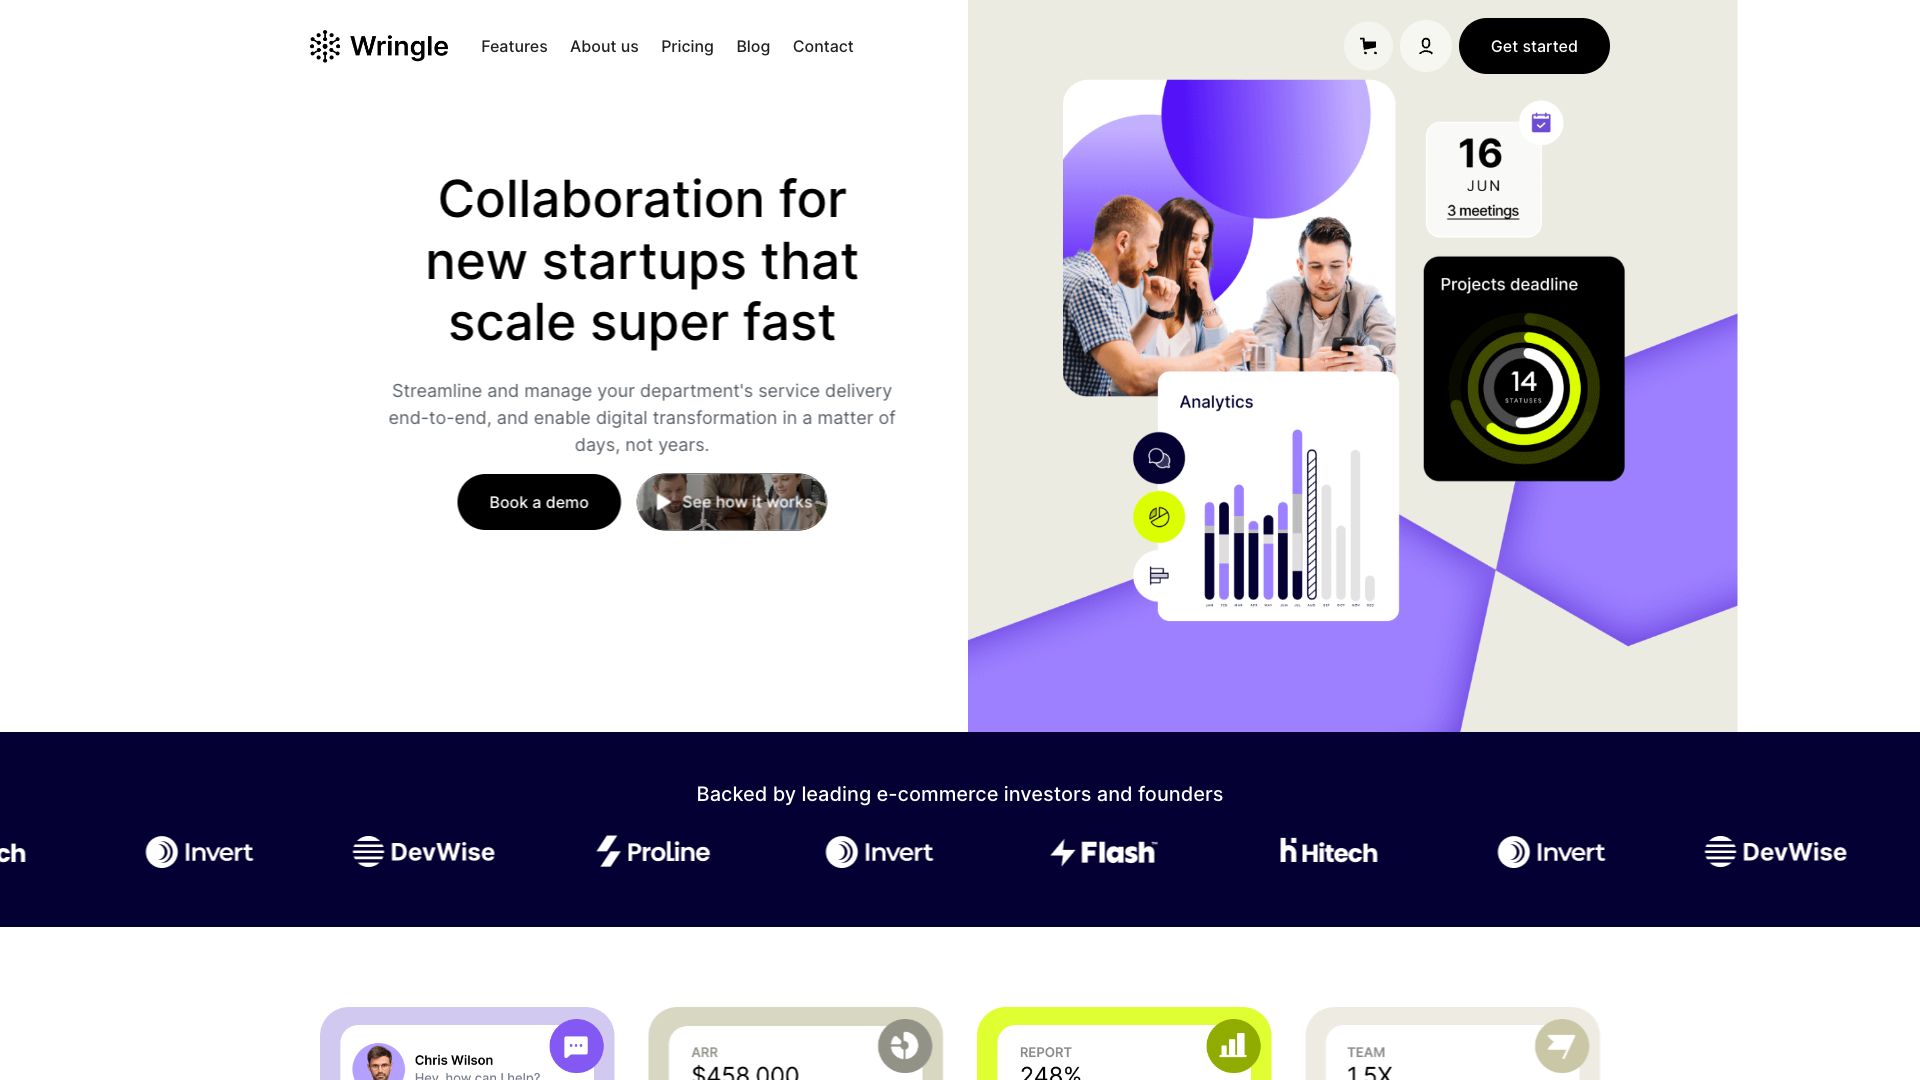 Wringle
Features
About us
Pricing
Blog
Contact
Get started
Collaboration for
new startups that
scale super fast
Streamline and manage your department's service delivery
end-to-end, and enable digital transformation in a matter of
days, not years.
Book a demo
See how it works
16
JUN
3 meetings
Projects deadline
14
STATUSES
Analytics
Backed by leading e-commerce investors and founders
ch
Invert
DevWise
ProLine
Invert
Flash
Hitech
Invert
DevWise
Chris Wilson
Hey, how can I help?
ARR
$458,000
REPORT
248%
TEAM
1.5X